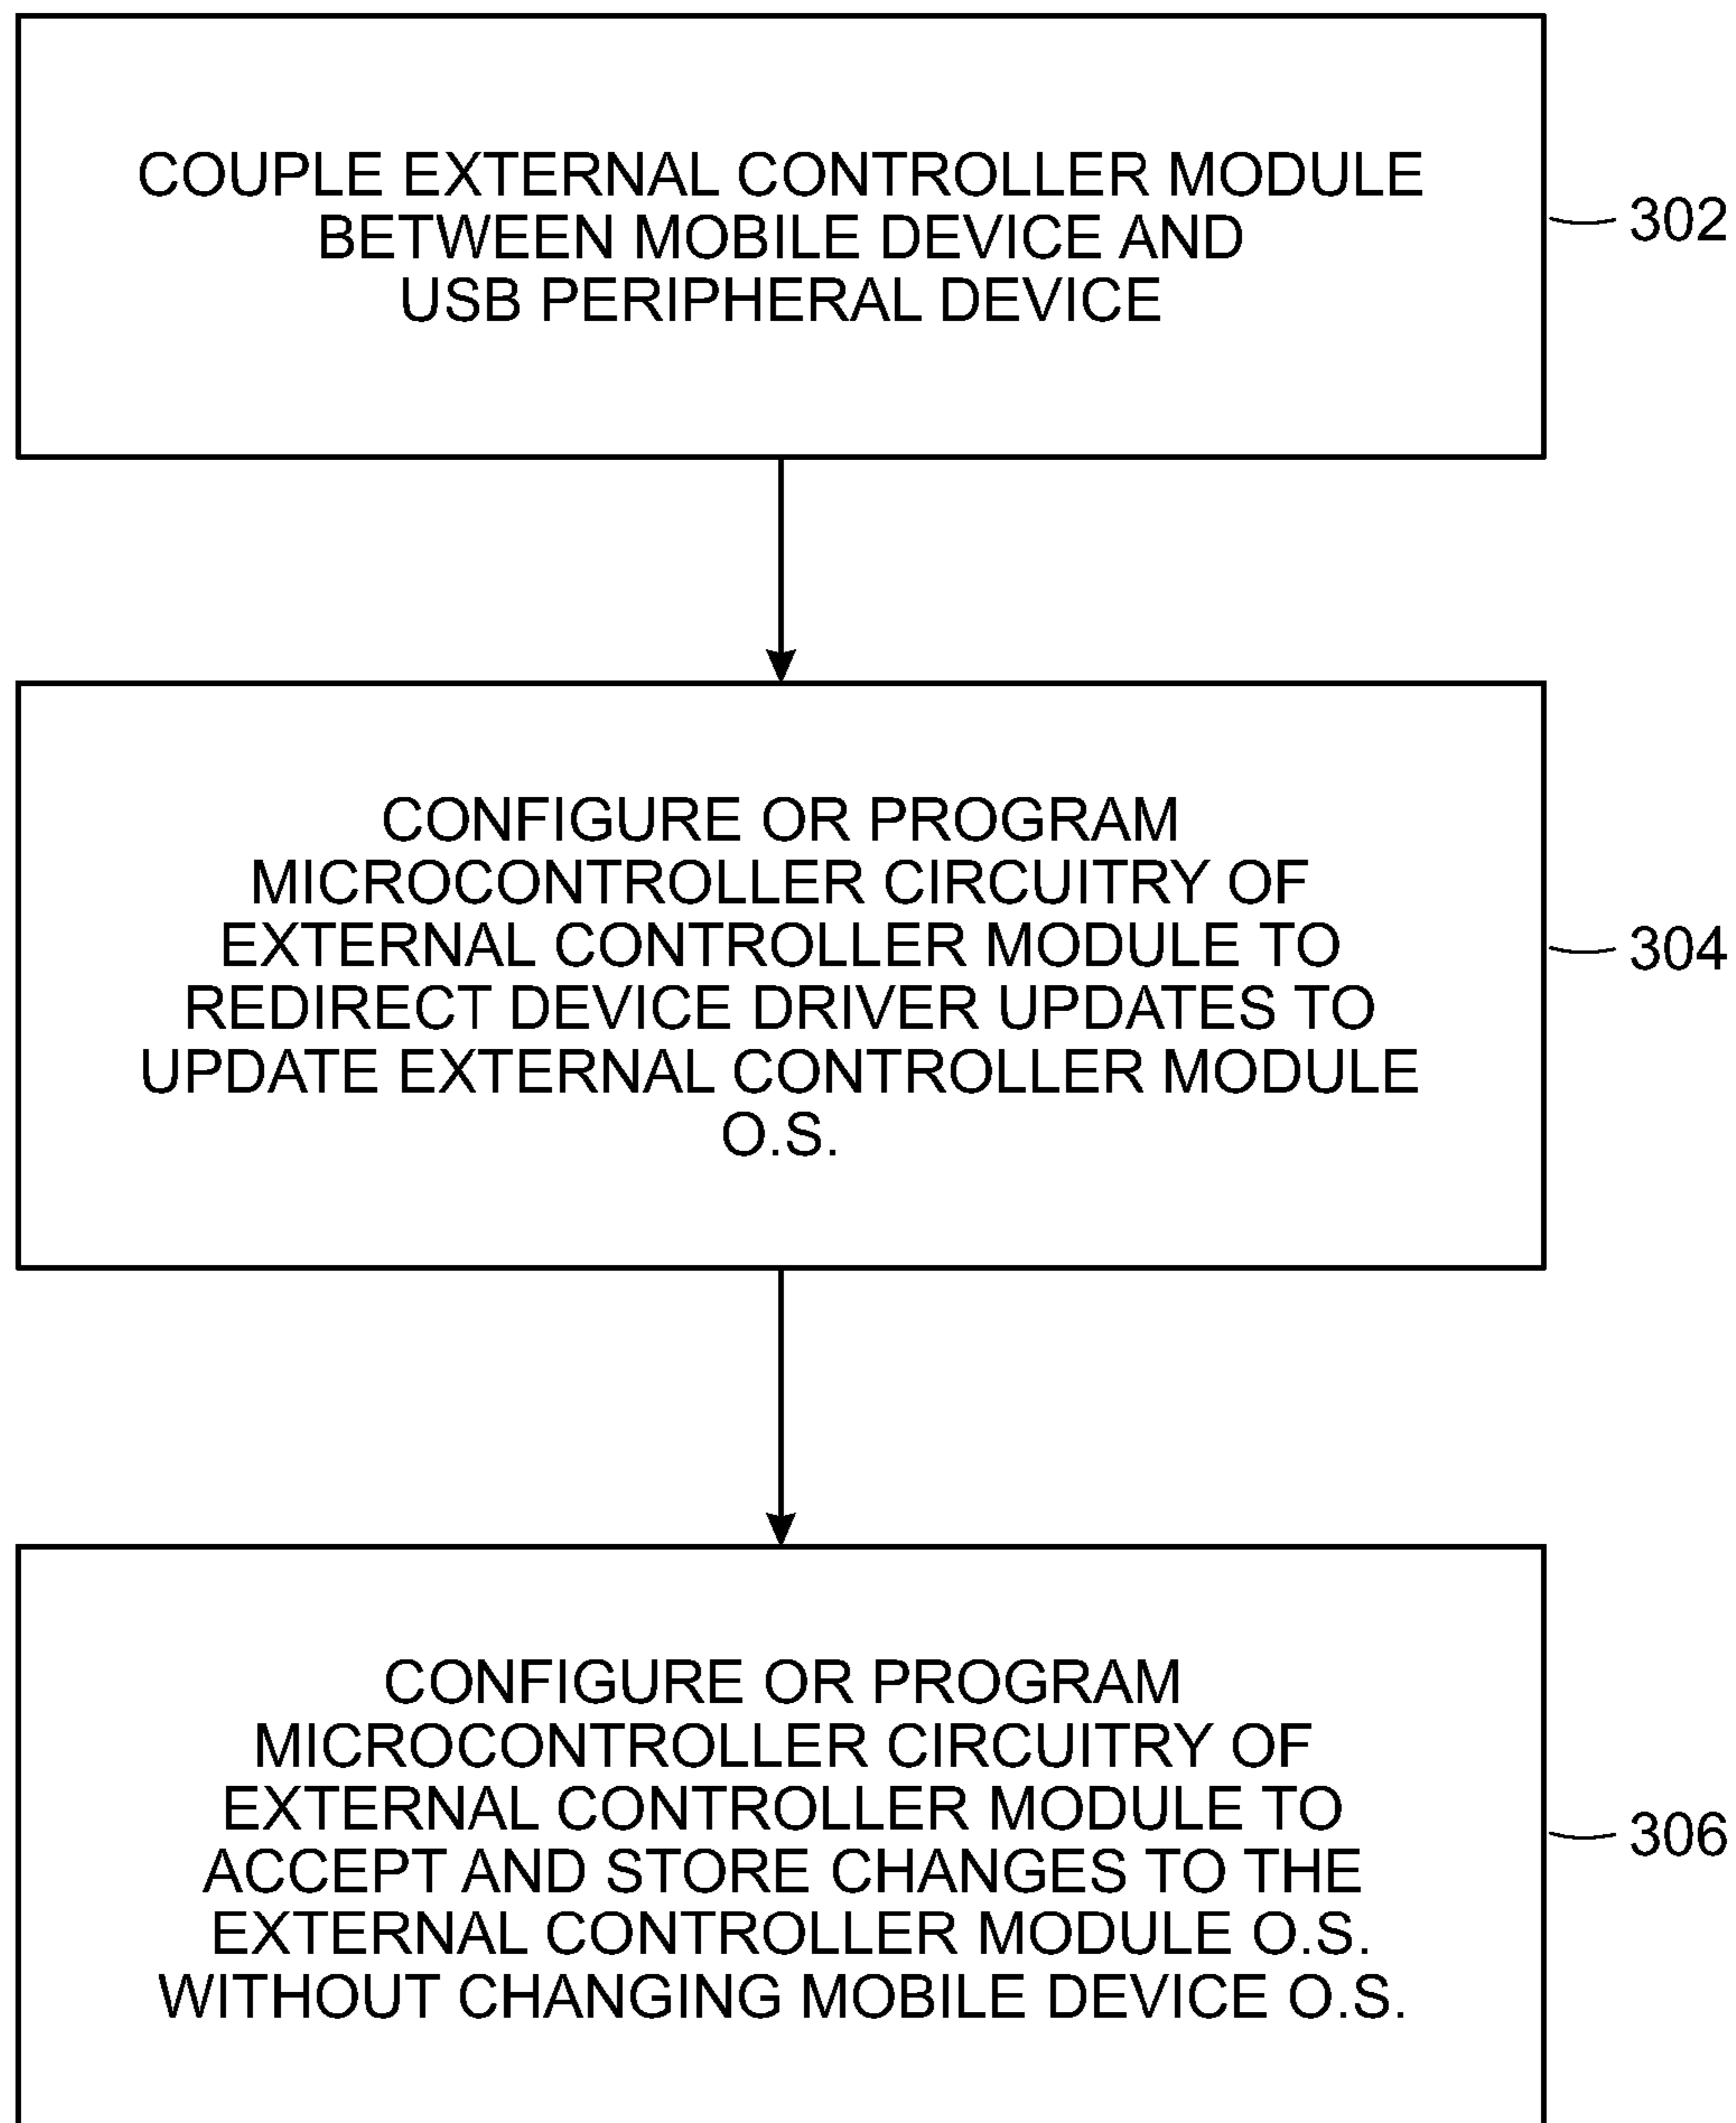 COUPLE EXTERNAL CONTROLLER MODULE
BETWEEN MOBILE DEVICE AND
USB PERIPHERAL DEVICE
302
CONFIGURE OR PROGRAM
MICROCONTROLLER CIRCUITRY OF
EXTERNAL CONTROLLER MODULE TO
REDIRECT DEVICE DRIVER UPDATES TO
UPDATE EXTERNAL CONTROLLER MODULE
O.S.
304
CONFIGURE OR PROGRAM
MICROCONTROLLER CIRCUITRY OF
EXTERNAL CONTROLLER MODULE TO
ACCEPT AND STORE CHANGES TO THE
EXTERNAL CONTROLLER MODULE O.S.
WITHOUT CHANGING MOBILE DEVICE O.S.
306